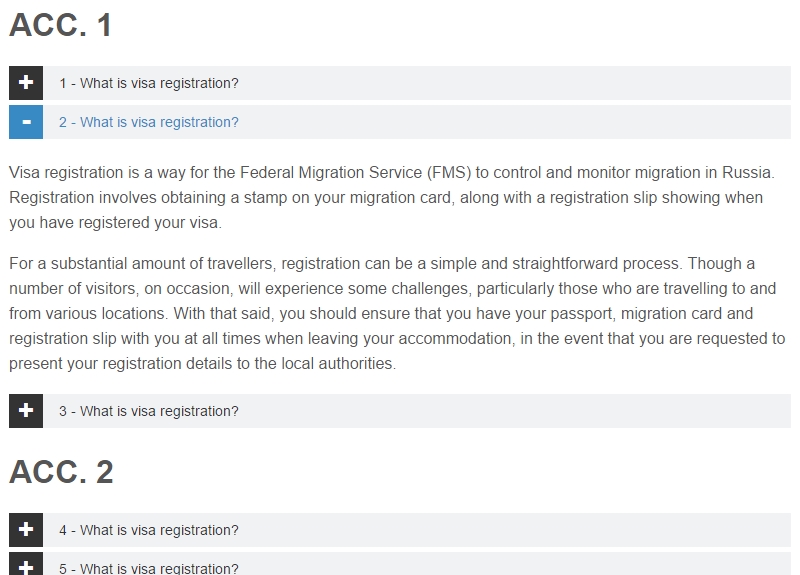 ACC. 1
+ 1 - What is visa registration?
- 2 - What is visa registration?
Visa registration is a way for the Federal Migration Service (FMS) to control and monitor migration in Russia.
Registration involves obtaining a stamp on your migration card, along with a registration slip showing when
you have registered your visa.
For a substantial amount of travellers, registration can be a simple and straightforward process. Though a
number of visitors, on occasion, will experience some challenges, particularly those who are travelling to and
from various locations. With that said, you should ensure that you have your passport, migration card and
registration slip with you at all times when leaving your accommodation, in the event that you are requested to
present your registration details to the local authorities.
+ 3 - What is visa registration?
ACC. 2
+ 4 - What is visa registration?
+ 5 - What is visa registration?